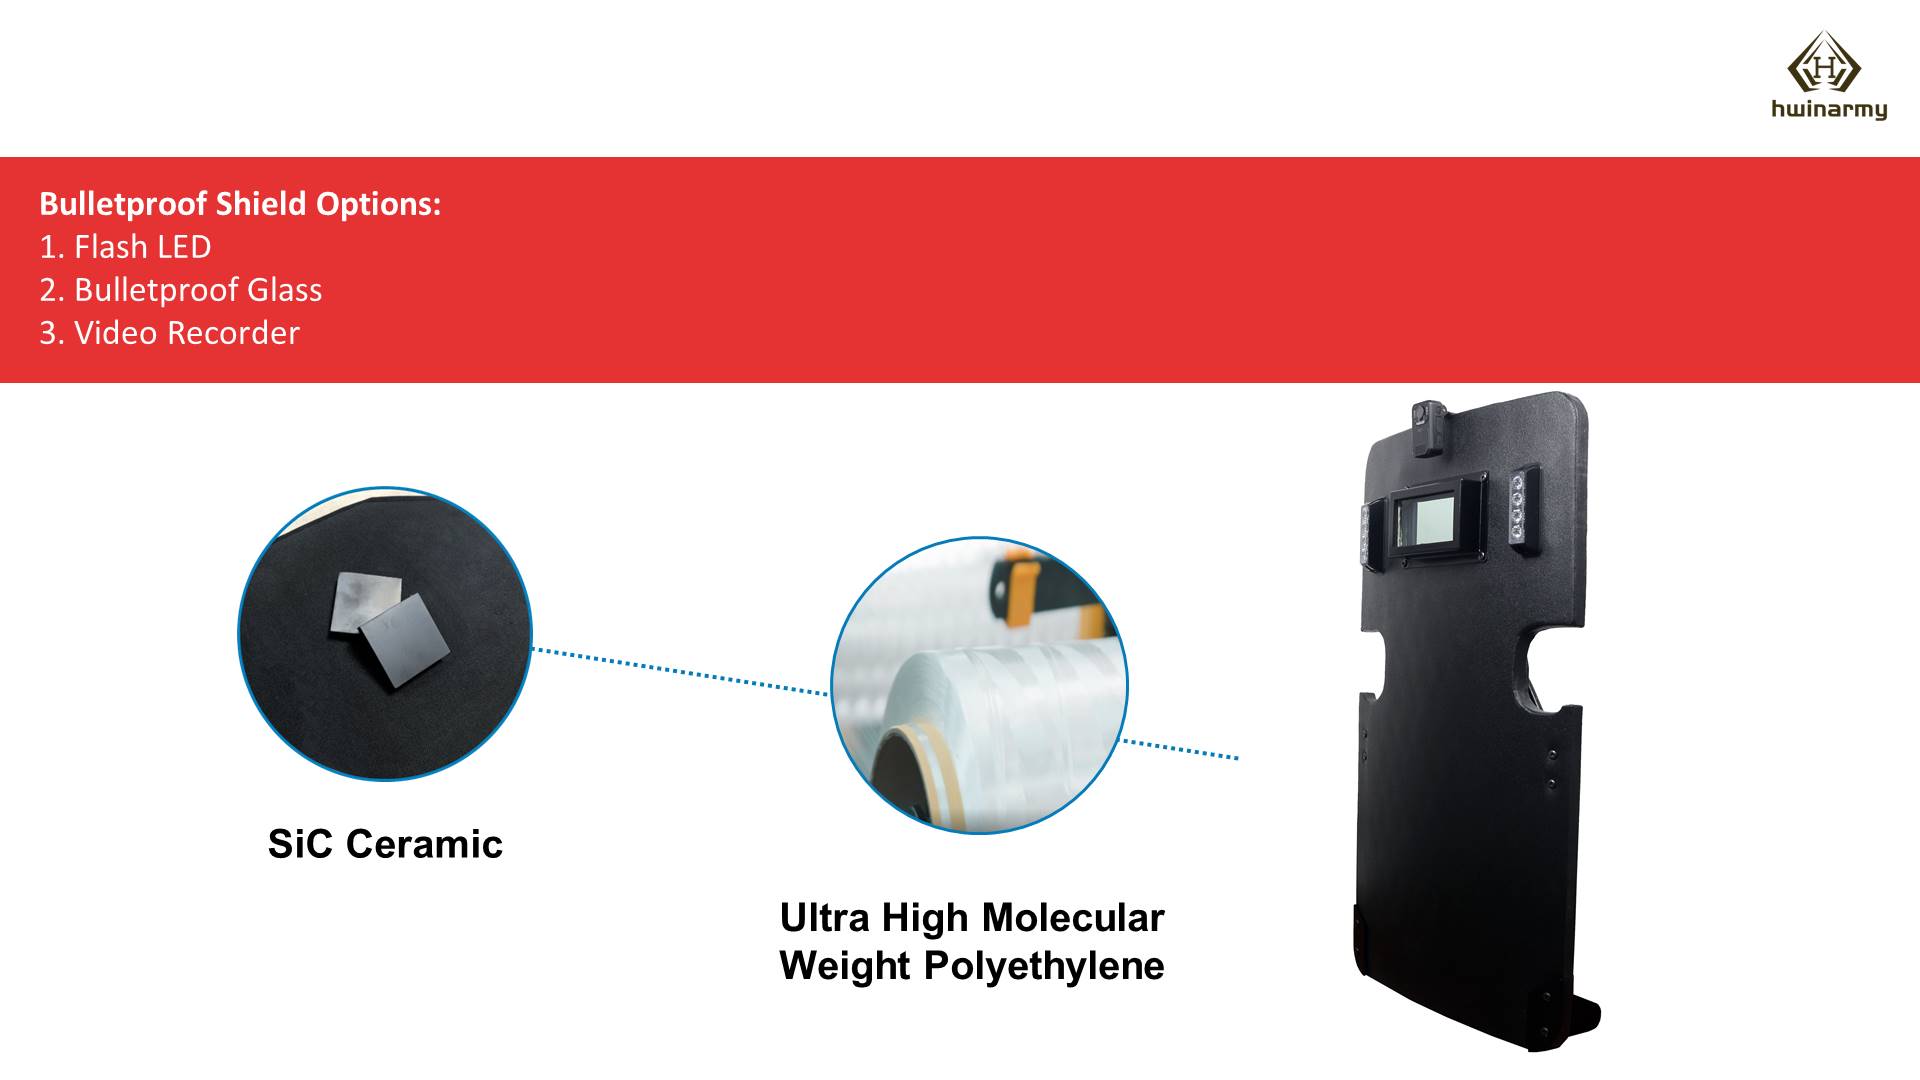 H
hwinarmy
Bulletproof Shield Options:
1. Flash LED
2. Bulletproof Glass
3. Video Recorder
SiC Ceramic
Ultra High Molecular
Weight Polyethylene